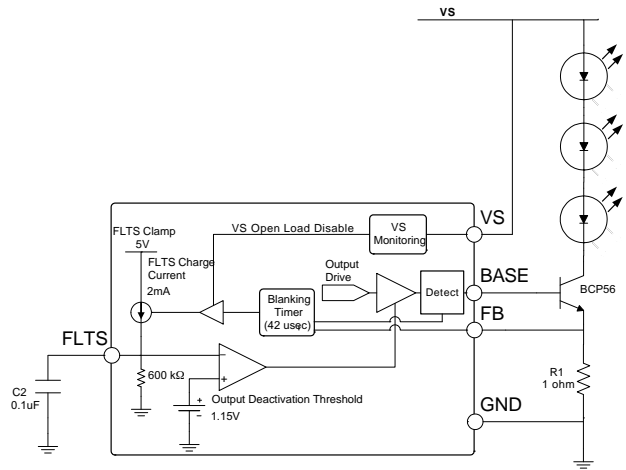 VS
FLTS Clamp
5V
VS Open Load Disable
VS
Monitoring
VS
FLTS Charge
Current
2mA
Output
Drive
Detect
BASE
BCP56
Blanking
Timer
(42 usec)
FB
FLTS
−
+
600 kΩ
C2
0.1uF
+
−
Output Deactivation Threshold
1.15V
R1
1 ohm
GND